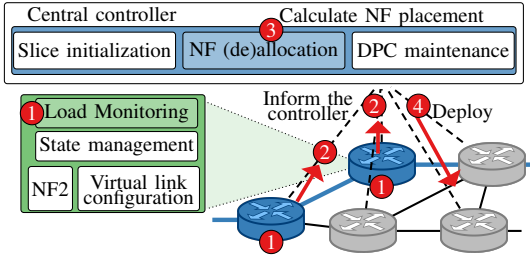 Central controller
Calculate NF placement
3
Slice initialization
NF (de)allocation
DPC maintenance
1
Load Monitoring
State management
NF2
Virtual link
configuration
Inform the
controller
2
4
Deploy
2
1
1